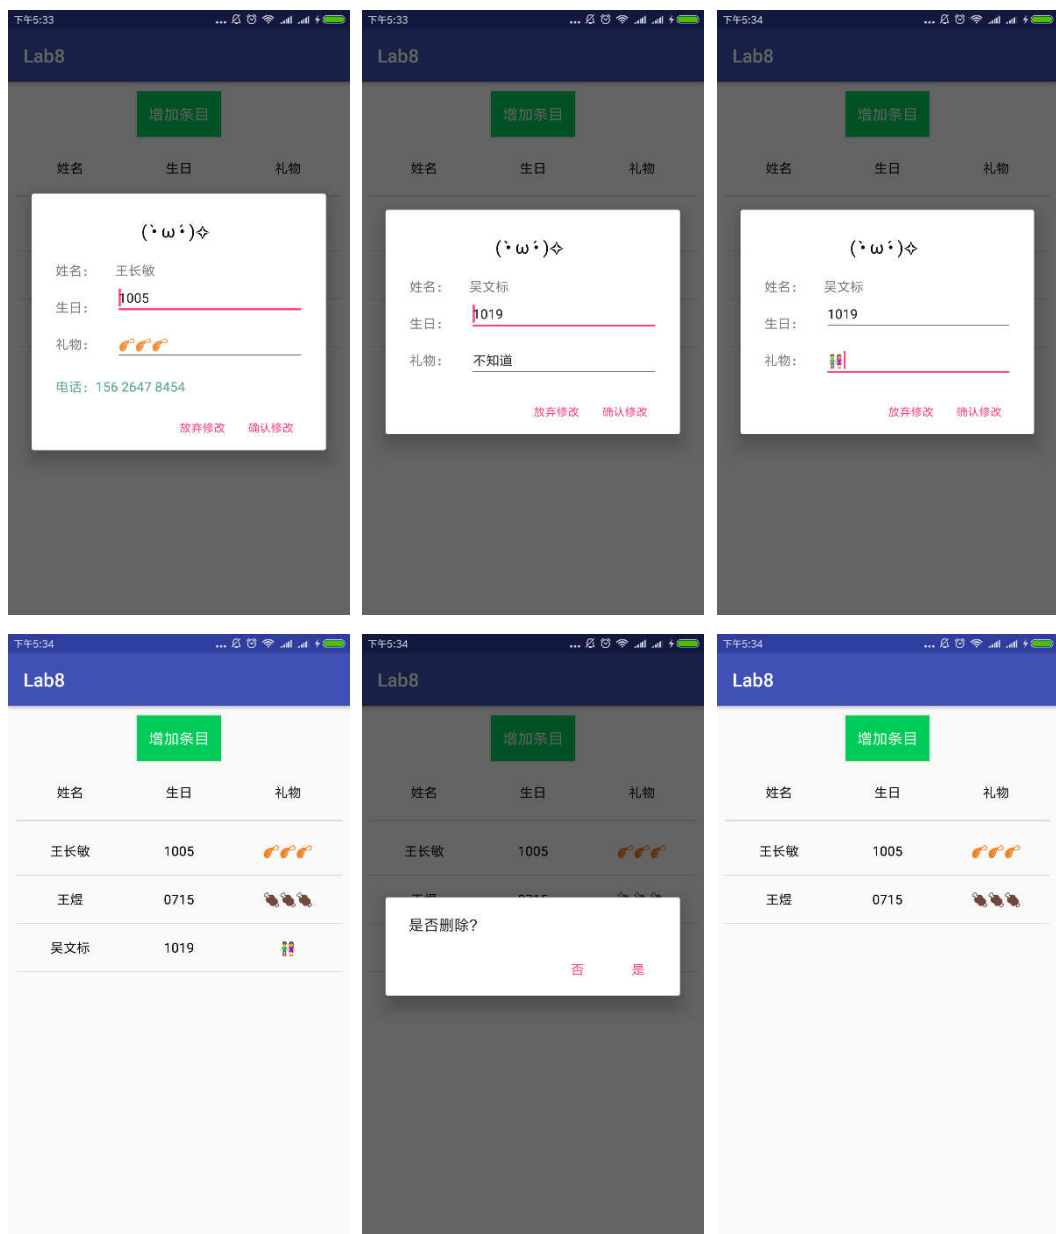 下午5:33
Lab8
增加条目
姓名 生日 礼物
(•̀ω•́)✧
姓名: 王长敏
生日: 1005
礼物: 🍗🍗🍗
电话: 156 2647 8454
放弃修改 确认修改
下午5:33
Lab8
增加条目
姓名 生日 礼物
(•̀ω•́)✧
姓名: 吴文标
生日: 1019
礼物: 不知道
放弃修改 确认修改
下午5:34
Lab8
增加条目
姓名 生日 礼物
(•̀ω•́)✧
姓名: 吴文标
生日: 1019
礼物: 👫
放弃修改 确认修改
下午5:34
Lab8
增加条目
姓名 生日 礼物
王长敏 1005 🍗🍗🍗
王煜 0715 🍠🍠🍠
吴文标 1019 👫
下午5:34
Lab8
增加条目
姓名 生日 礼物
王长敏 1005 🍗🍗🍗
王煜 0715 🍠🍠🍠
是否删除?
否 是
下午5:34
Lab8
增加条目
姓名 生日 礼物
王长敏 1005 🍗🍗🍗
王煜 0715 🍠🍠🍠